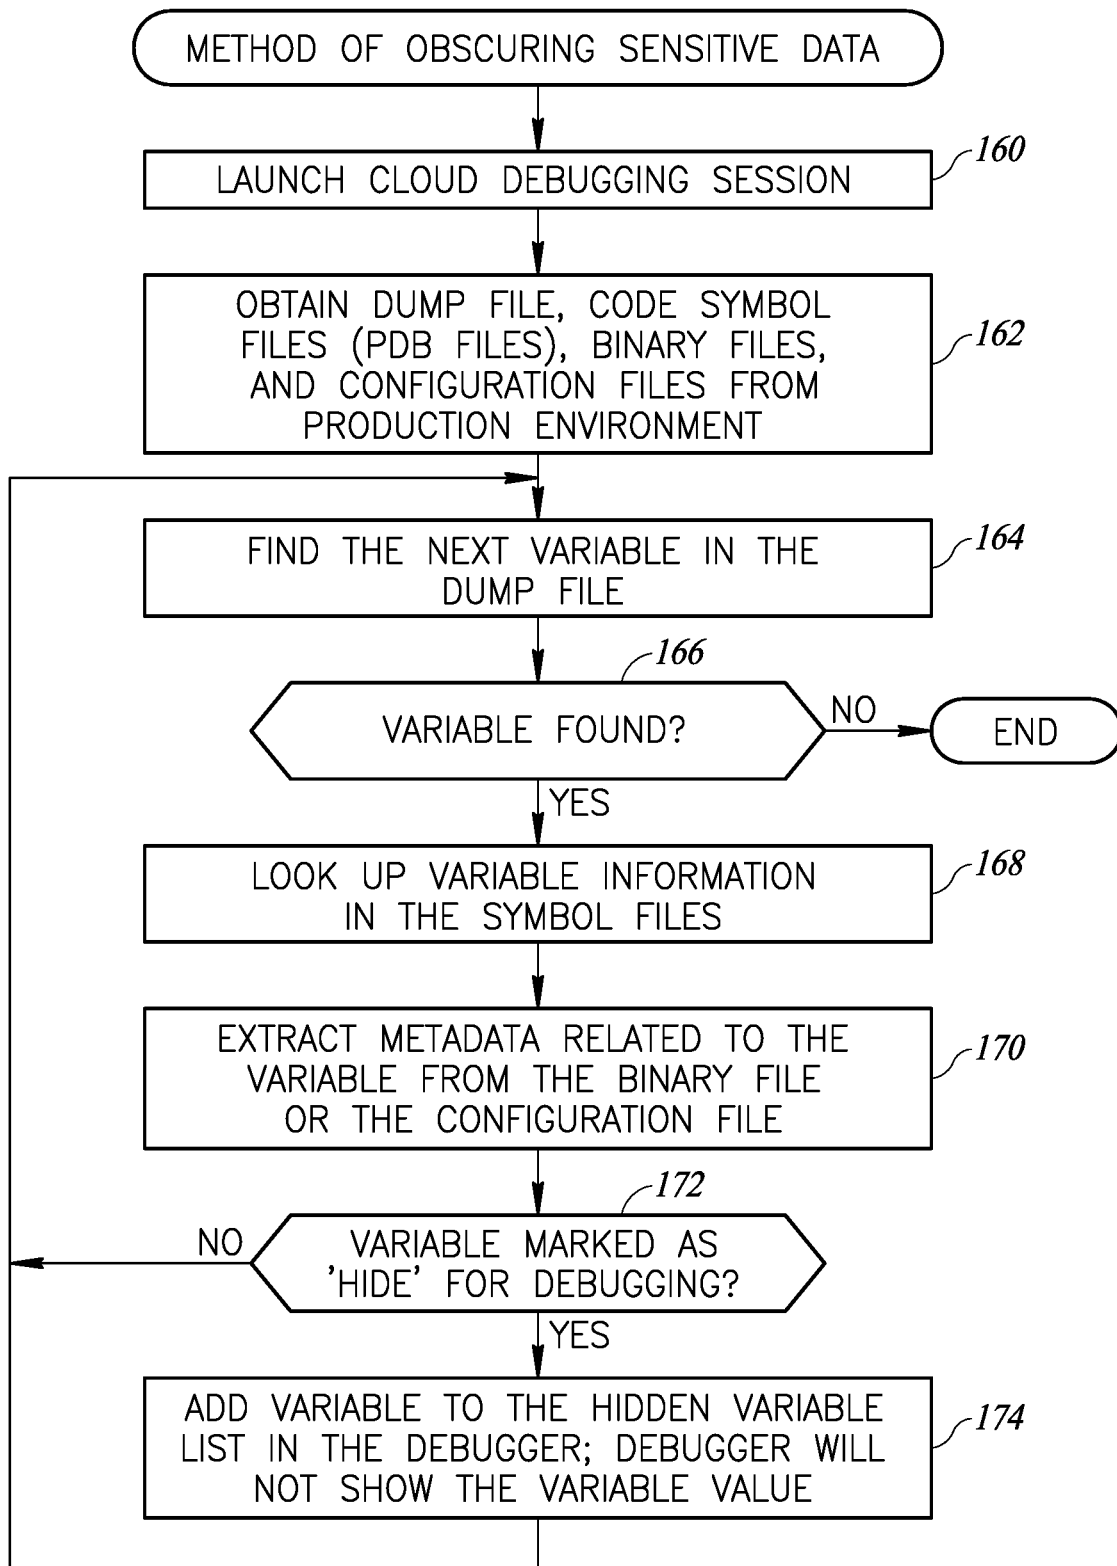 METHOD OF OBSCURING SENSITIVE DATA
160
LAUNCH CLOUD DEBUGGING SESSION
OBTAIN DUMP FILE, CODE SYMBOL
FILES (PDB FILES), BINARY FILES,
AND CONFIGURATION FILES FROM
PRODUCTION ENVIRONMENT
162
FIND THE NEXT VARIABLE IN THE
DUMP FILE
164
166
VARIABLE FOUND?
NO
END
YES
LOOK UP VARIABLE INFORMATION
IN THE SYMBOL FILES
168
EXTRACT METADATA RELATED TO THE
VARIABLE FROM THE BINARY FILE
OR THE CONFIGURATION FILE
170
172
NO
VARIABLE MARKED AS
'HIDE' FOR DEBUGGING?
YES
ADD VARIABLE TO THE HIDDEN VARIABLE
LIST IN THE DEBUGGER; DEBUGGER WILL
NOT SHOW THE VARIABLE VALUE
174